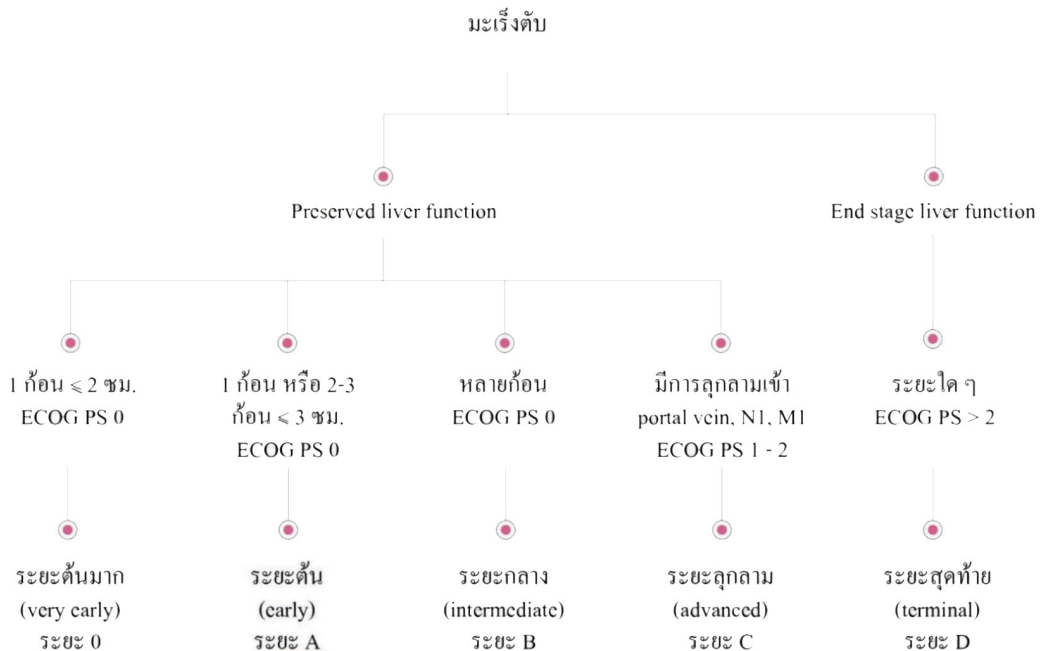 มะเร็งตับ
Preserved liver function
End stage liver function
1 ก้อน ⩽ 2 ซม.
ECOG PS 0
1 ก้อน หรือ 2-3
ก้อน ⩽ 3 ซม.
ECOG PS 0
หลายก้อน
ECOG PS 0
มีการลุกลามเข้า
portal vein, N1, M1
ECOG PS 1 - 2
ระยะใด ๆ
ECOG PS > 2
ระยะต้นมาก
(very early)
ระยะ 0
ระยะต้น
(early)
ระยะ A
ระยะกลาง
(intermediate)
ระยะ B
ระยะลุกลาม
(advanced)
ระยะ C
ระยะสุดท้าย
(terminal)
ระยะ D